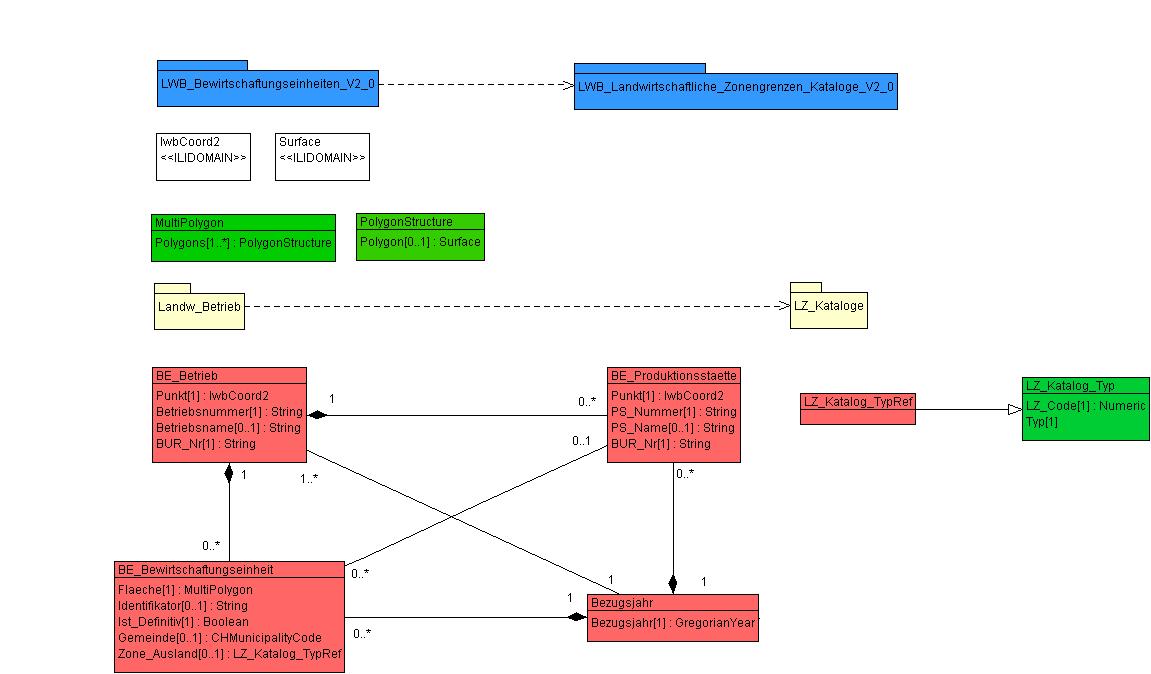 LWB_Bewirtschaftungseinheiten_V2_0
LWB_Landwirtschaftliche_Zonengrenzen_Kataloge_V2_0
lwbCoord2
<<ILIDOMAIN>>
Surface
<<ILIDOMAIN>>
MultiPolygon
Polygons[1..*] : PolygonStructure
PolygonStructure
Polygon[0..1] : Surface
Landw_Betrieb
LZ_Kataloge
BE_Betrieb
Punkt[1] : lwbCoord2
Betriebsnummer[1] : String
Betriebsname[0..1] : String
BUR_Nr[1] : String
1
0..*
BE_Produktionsstaette
Punkt[1] : lwbCoord2
PS_Nummer[1] : String
PS_Name[0..1] : String
BUR_Nr[1] : String
LZ_Katalog_TypRef
LZ_Katalog_Typ
LZ_Code[1] : Numeric
Typ[1]
0..1
1
1..*
0..*
0..*
BE_Bewirtschaftungseinheit
Flaeche[1] : MultiPolygon
Identifikator[0..1] : String
Ist_Definitiv[1] : Boolean
Gemeinde[0..1] : CHMunicipalityCode
Zone_Ausland[0..1] : LZ_Katalog_TypRef
0..*
1
1
1
0..*
Bezugsjahr
Bezugsjahr[1] : GregorianYear